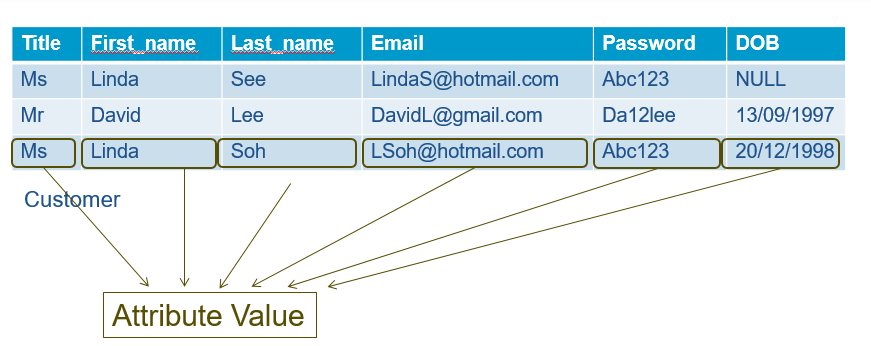 Title First_name Last_name Email Password DOB
Ms Linda See LindaS@hotmail.com Abc123 NULL
Mr David Lee DavidL@gmail.com Da12lee 13/09/1997
Ms Linda Soh LSoh@hotmail.com Abc123 20/12/1998
Customer
Attribute Value